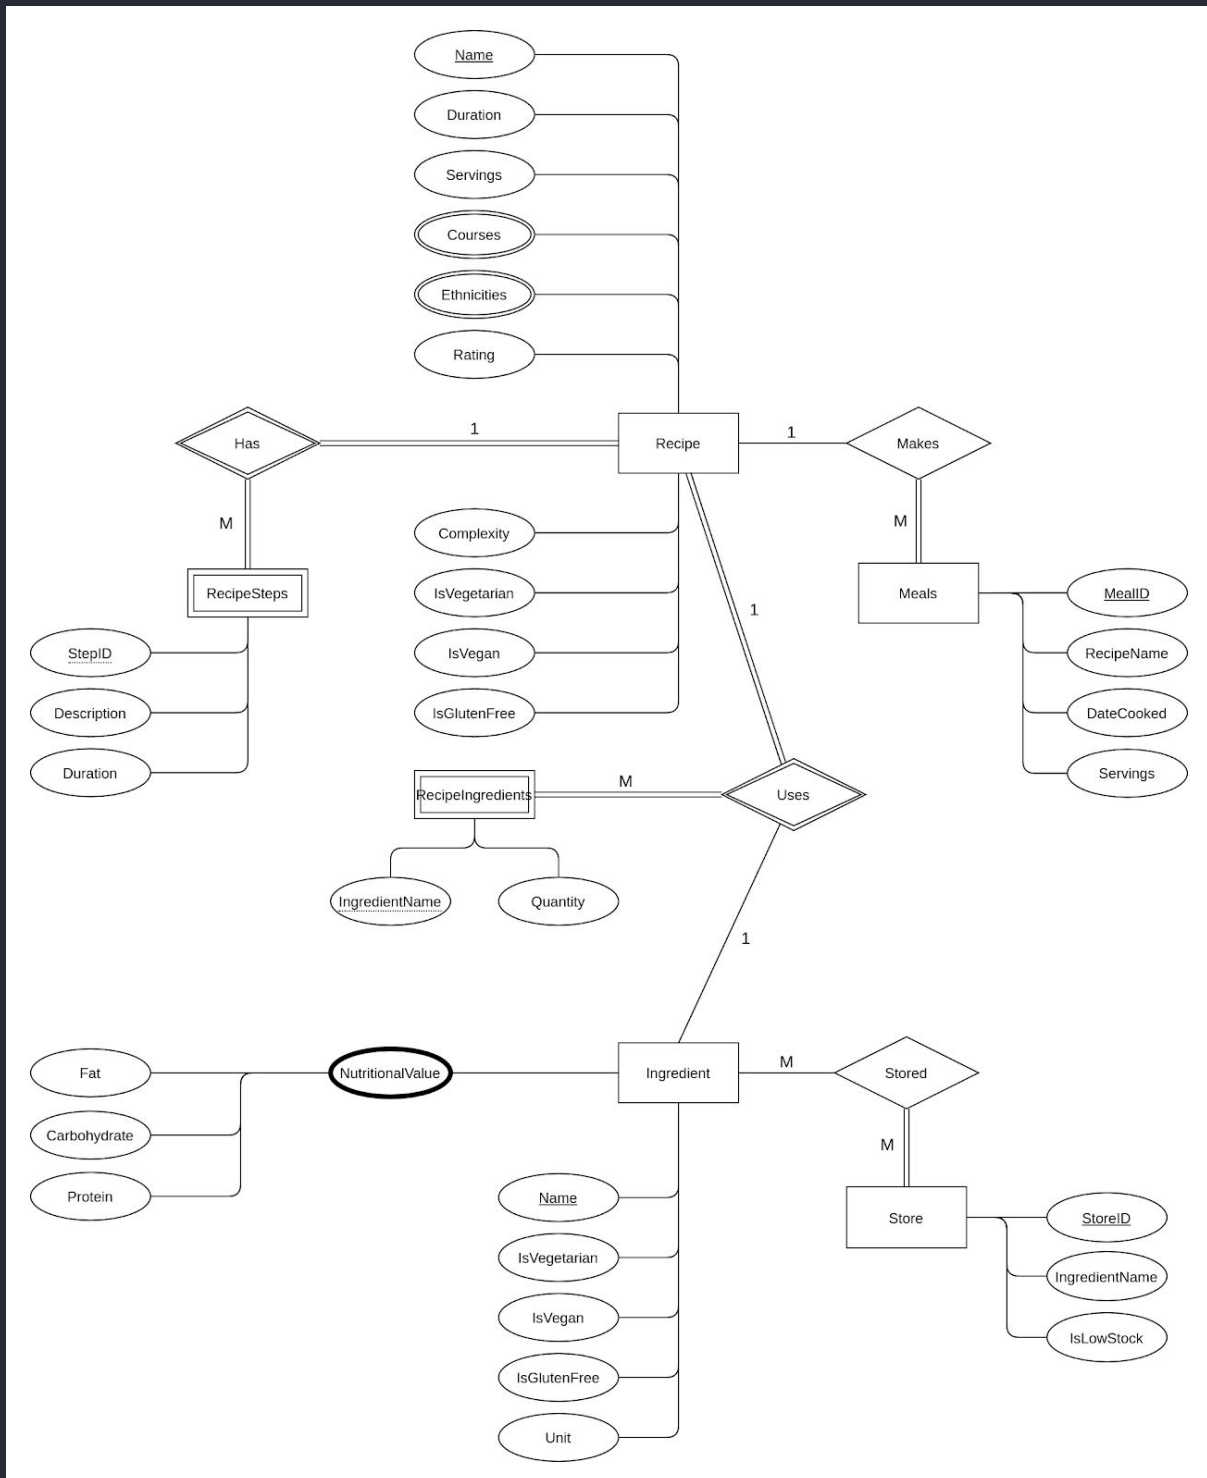 Name
Duration
Servings
Courses
Ethnicities
Rating
Has
1
Recipe
1
Makes
M
M
RecipeSteps
StepID
Description
Duration
Complexity
IsVegetarian
IsVegan
IsGlutenFree
1
Meals
MealID
RecipeName
DateCooked
Servings
RecipeIngredients
M
Uses
IngredientName
Quantity
1
Fat
Carbohydrate
Protein
NutritionalValue
Ingredient
M
Stored
M
Name
IsVegetarian
IsVegan
IsGlutenFree
Unit
Store
StoreID
IngredientName
IsLowStock